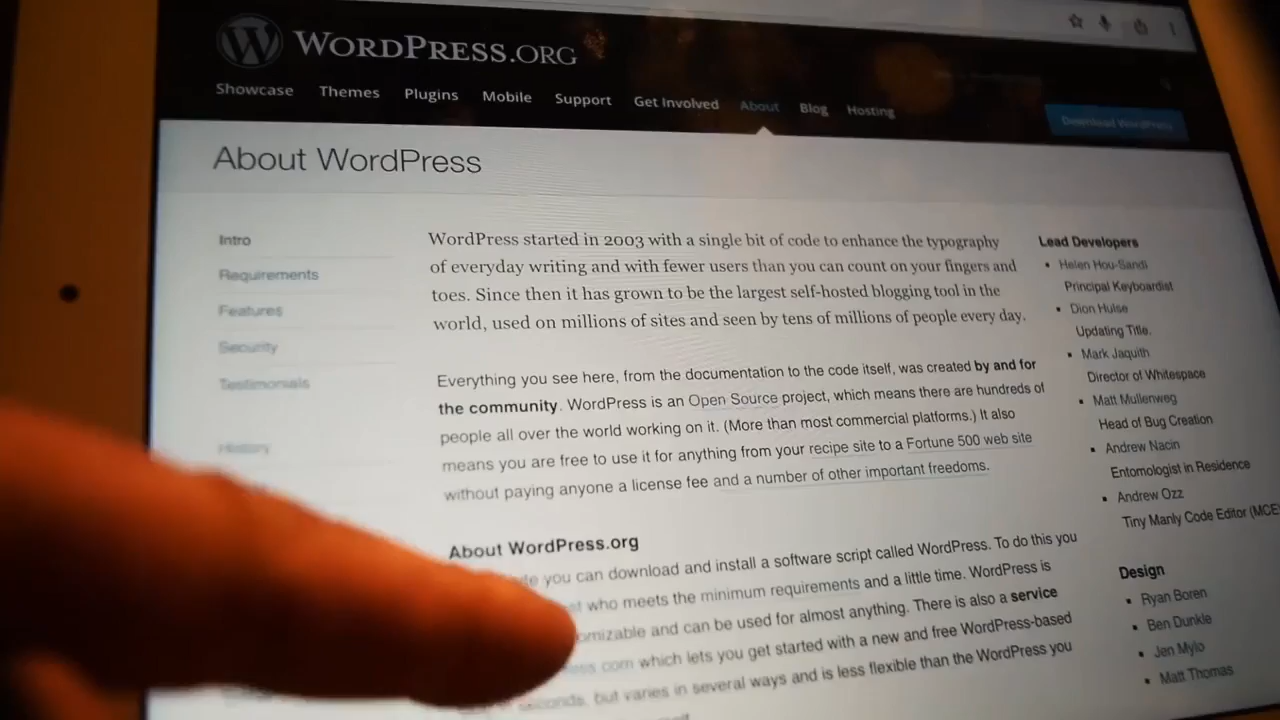 WORDPRESS.ORG
Showcase Themes Plugins Mobile Support Get Involved About Blog Hosting
Download WordPress
About WordPress
Intro
Requirements
Features
Security
Testimonials
History
WordPress started in 2003 with a single bit of code to enhance the typography
of everyday writing and with fewer users than you can count on your fingers and
toes. Since then it has grown to be the largest self-hosted blogging tool in the
world, used on millions of sites and seen by tens of millions of people every day.
Everything you see here, from the documentation to the code itself, was created by and for
the community. WordPress is an Open Source project, which means there are hundreds of
people all over the world working on it. (More than most commercial platforms.) It also
means you are free to use it for anything from your recipe site to a Fortune 500 web site
without paying anyone a license fee and a number of other important freedoms.
About WordPress.org
you can download and install a software script called WordPress. To do this you
who meets the minimum requirements and a little time. WordPress is
and can be used for almost anything. There is also a service
which lets you get started with a new and free WordPress-based
seconds, but varies in several ways and is less flexible than the WordPress you
Lead Developers
Helen Hou-Sandi
Principal Keyboardist
Dion Hulse
Updating Title.
Mark Jaquith
Director of Whitespace
Matt Mullenweg
Head of Bug Creation
Andrew Nacin
Entomologist in Residence
Andrew Ozz
Tiny Manly Code Editor (MCE
Design
Ryan Boren
Ben Dunkle
Jen Mylo
Matt Thomas